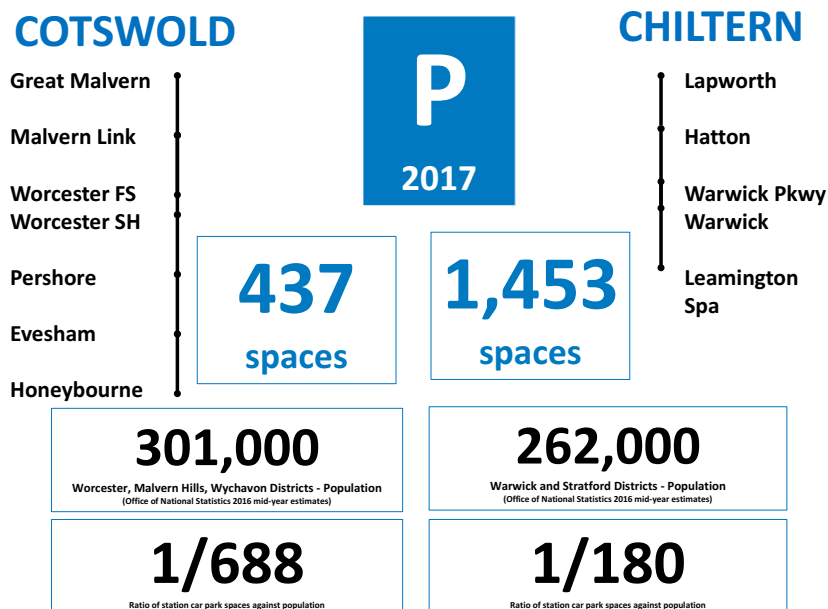 COTSWOLD
Great Malvern
Malvern Link
Worcester FS
Worcester SH
Pershore
Evesham
Honeybourne
P
2017
CHILTERN
Lapworth
Hatton
Warwick Pkwy
Warwick
Leamington
Spa
437
spaces
1,453
spaces
301,000
Worcester, Malvern Hills, Wychavon Districts - Population
(Office of National Statistics 2016 mid-year estimates)
262,000
Warwick and Stratford Districts - Population
(Office of National Statistics 2016 mid-year estimates)
1/688
Ratio of station car park spaces against population
1/180
Ratio of station car park spaces against population